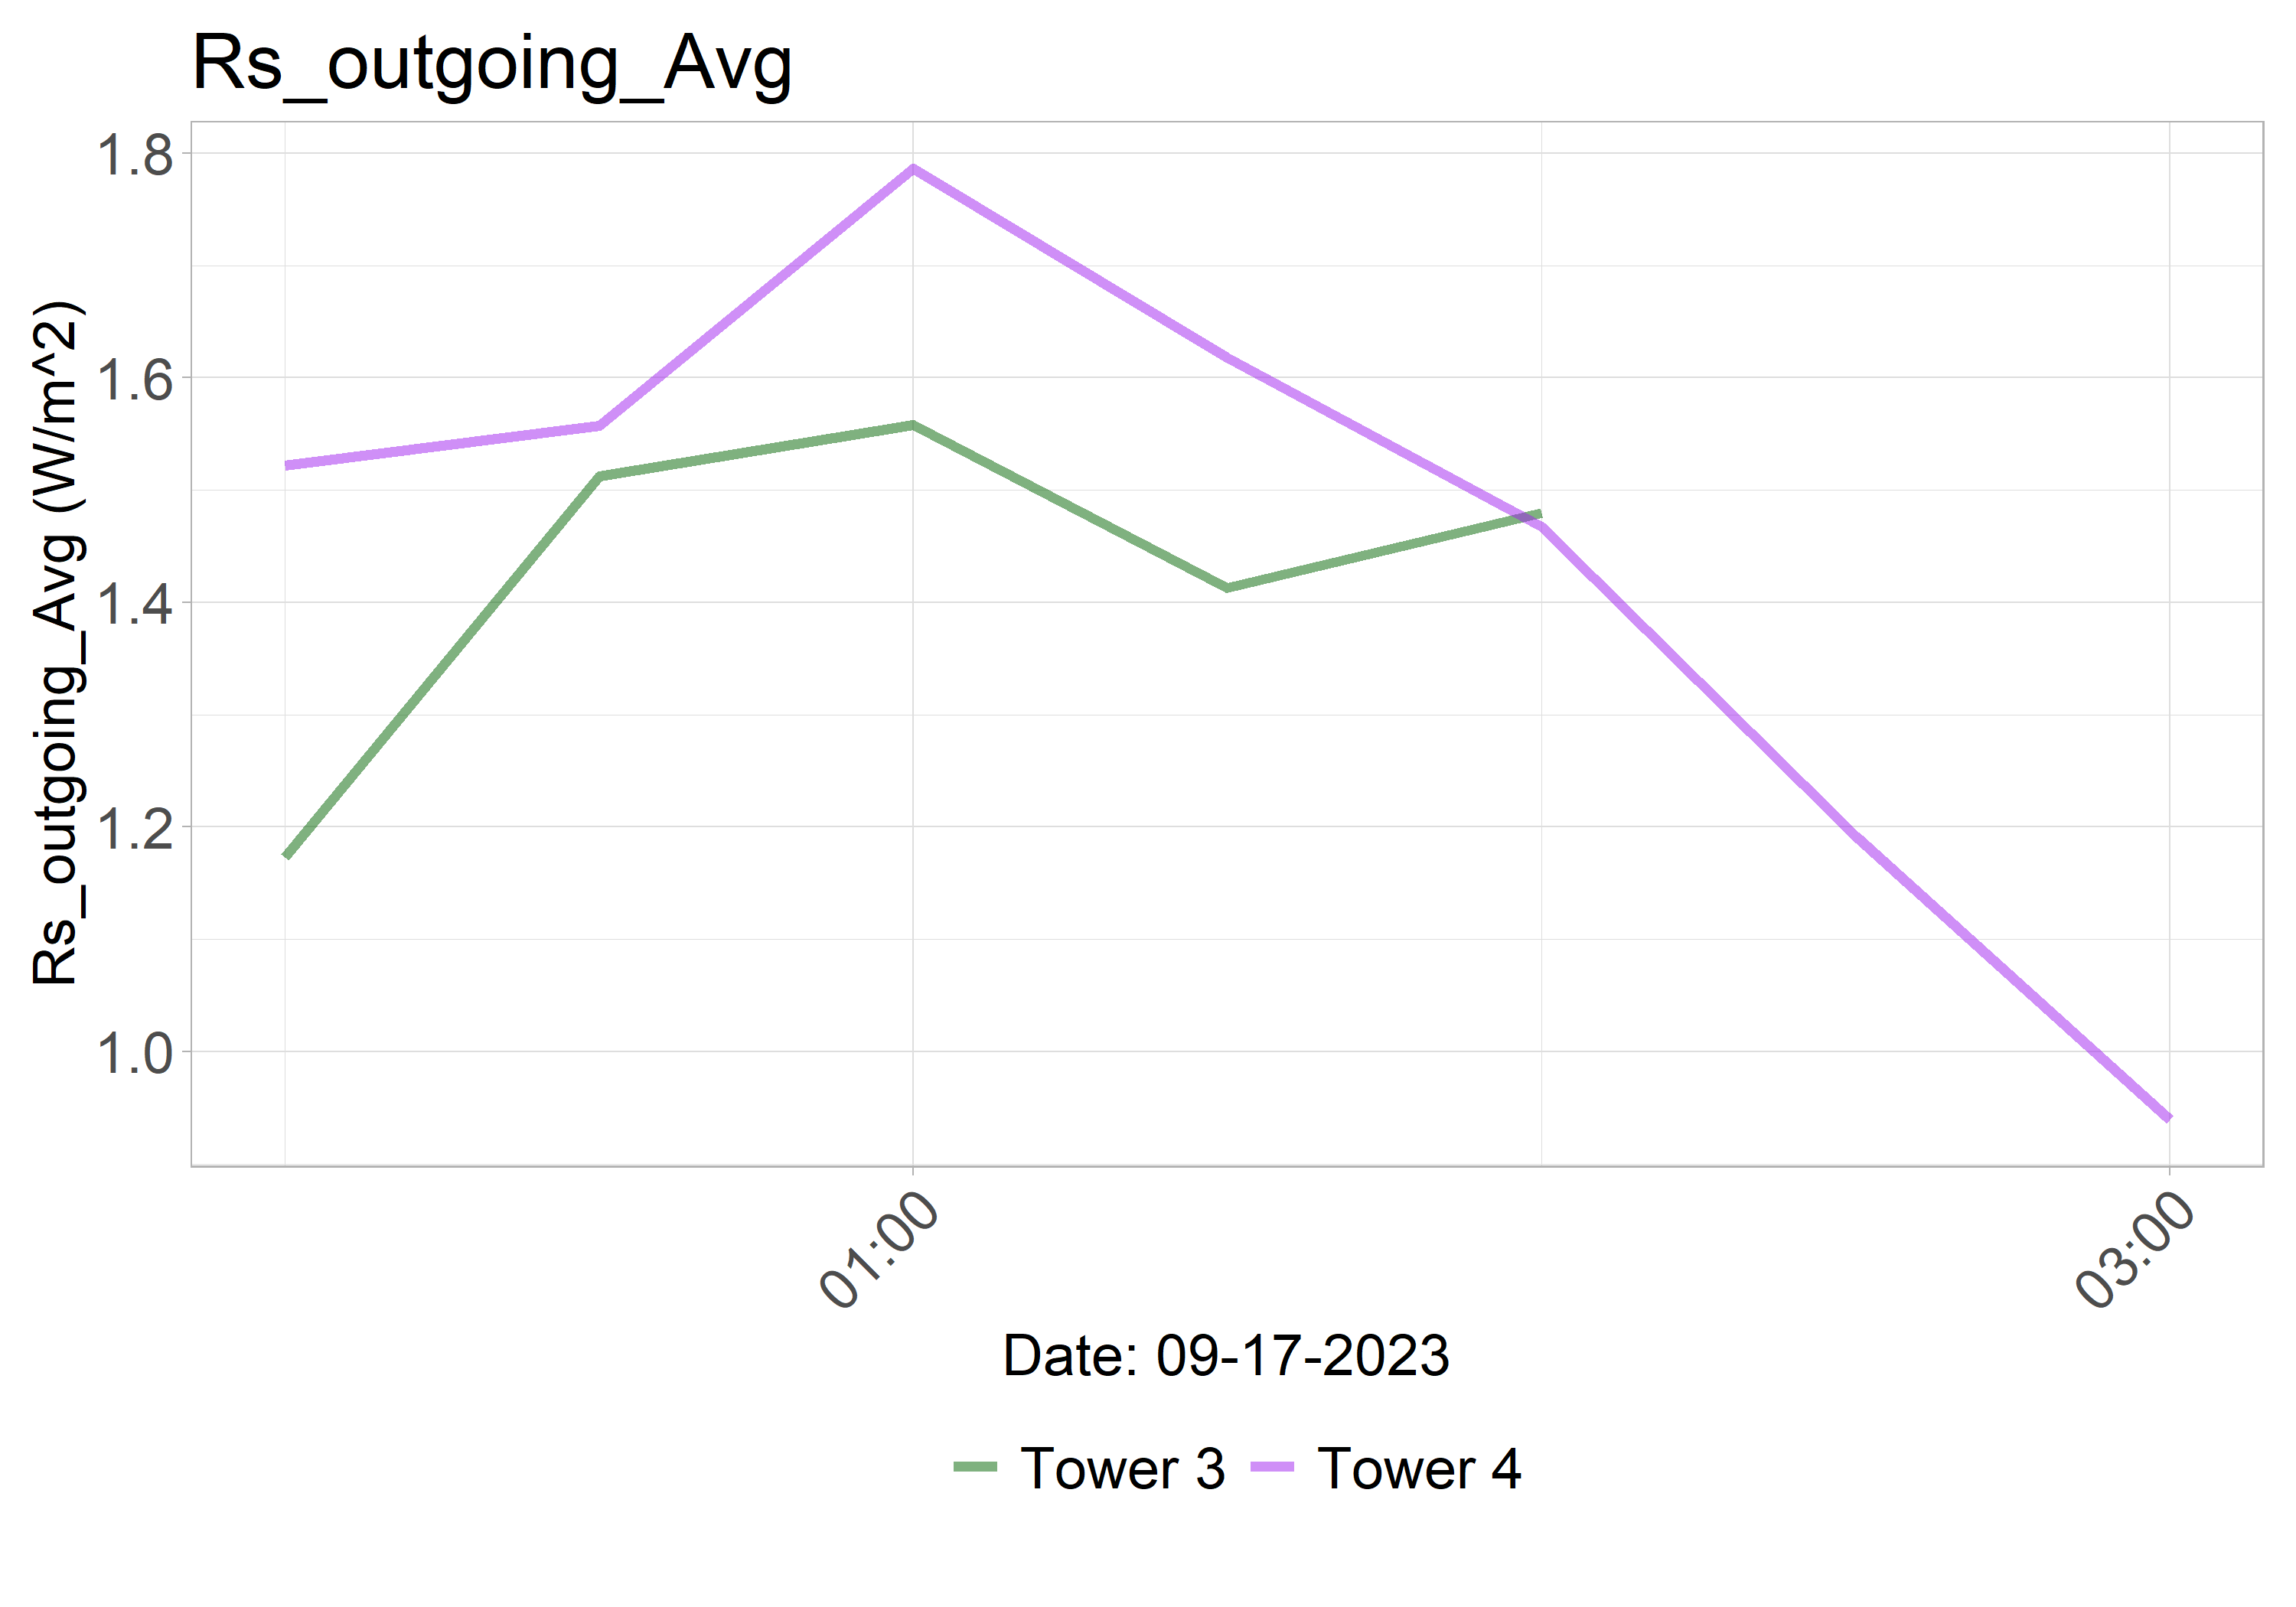 Rs_outgoing_Avg
Rs_outgoing_Avg (W/m^2)
1.8
1.6
1.4
1.2
1.0
01:00
03:00
Date: 09-17-2023
Tower 3
Tower 4